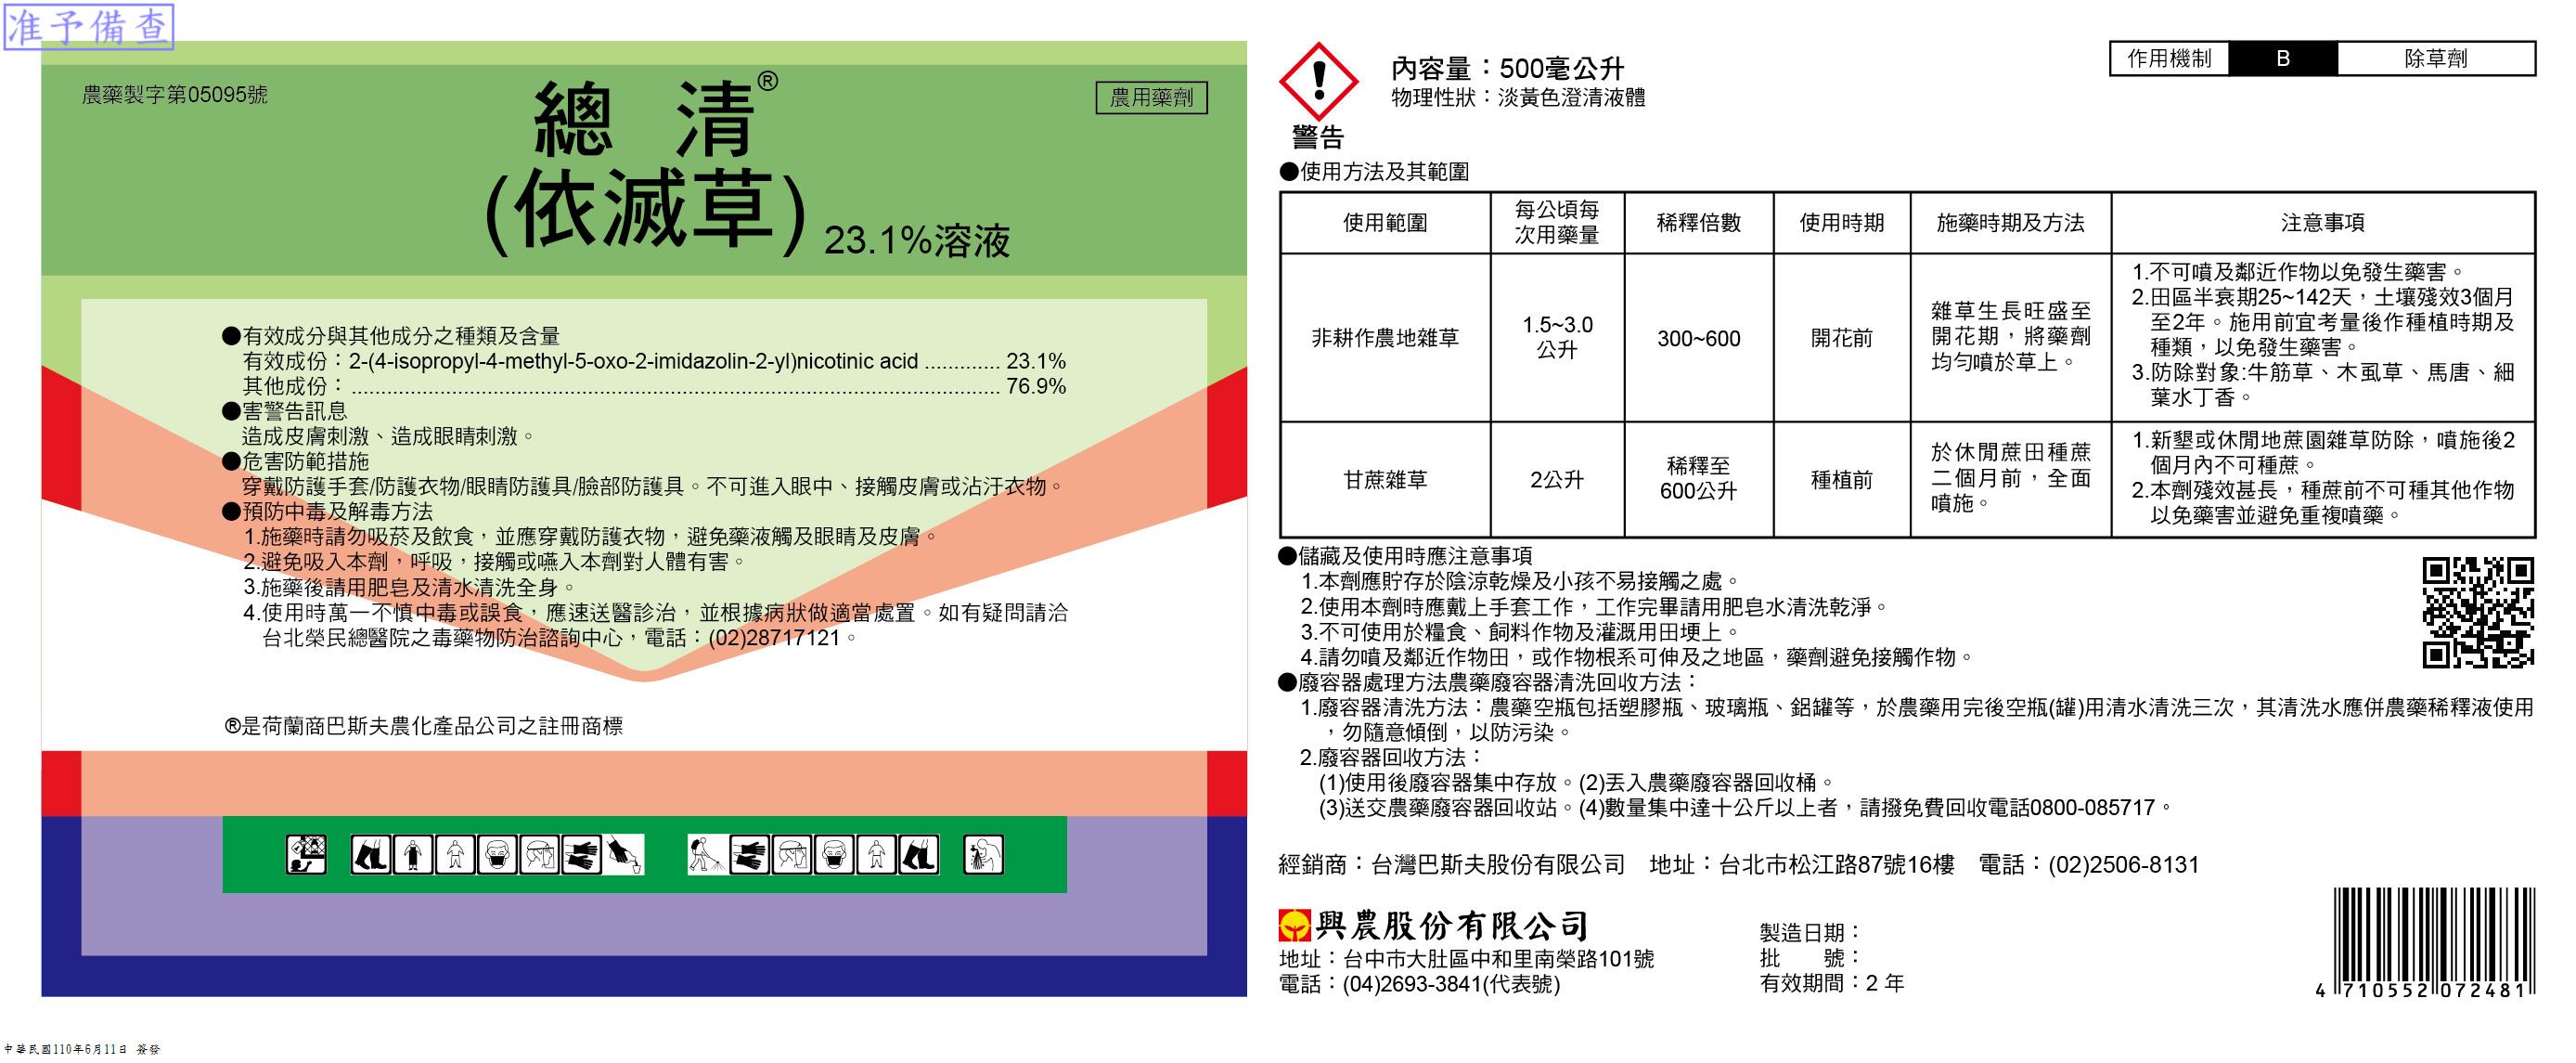 准予備查
農藥製字第05095號
總 清®
農用藥劑
(依滅草) 23.1%溶液
●有效成分與其他成分之種類及含量
有效成份：2-(4-isopropyl-4-methyl-5-oxo-2-imidazolin-2-yl)nicotinic acid ............. 23.1%
其他成份：................................................................................................................ 76.9%
●害警告訊息
造成皮膚刺激、造成眼睛刺激。
●危害防範措施
穿戴防護手套/防護衣物/眼睛防護具/臉部防護具。不可進入眼中、接觸皮膚或沾汙衣物。
●預防中毒及解毒方法
1.施藥時請勿吸菸及飲食，並應穿戴防護衣物，避免藥液觸及眼睛及皮膚。
2.避免吸入本劑，呼吸，接觸或嚥入本劑對人體有害。
3.施藥後請用肥皂及清水清洗全身。
4.使用時萬一不慎中毒或誤食，應速送醫診治，並根據病狀做適當處置。如有疑問請洽
台北榮民總醫院之毒藥物防治諮詢中心，電話：(02)28717121。
®是荷蘭商巴斯夫農化產品公司之註冊商標
警告
內容量：500毫公升
物理性狀：淡黃色澄清液體
作用機制 B 除草劑
●使用方法及其範圍
使用範圍
每公頃每
次用藥量
稀釋倍數
使用時期
施藥時期及方法
注意事項
非耕作農地雜草
1.5~3.0
公升
300~600
開花前
雜草生長旺盛至
開花期，將藥劑
均勻噴於草上。
1.不可噴及鄰近作物以免發生藥害。
2.田區半衰期25~142天，土壤殘效3個月
至2年。施用前宜考量後作種植時期及
種類，以免發生藥害。
3.防除對象:牛筋草、木虱草、馬唐、細
葉水丁香。
甘蔗雜草
2公升
稀釋至
600公升
種植前
於休閒蔗田種蔗
二個月前，全面
噴施。
1.新墾或休閒地蔗園雜草防除，噴施後2
個月內不可種蔗。
2.本劑殘效甚長，種蔗前不可種其他作物
以免藥害並避免重複噴藥。
●儲藏及使用時應注意事項
1.本劑應貯存於陰涼乾燥及小孩不易接觸之處。
2.使用本劑時應戴上手套工作，工作完畢請用肥皂水清洗乾淨。
3.不可使用於糧食、飼料作物及灌溉用田埂上。
4.請勿噴及鄰近作物田，或作物根系可伸及之地區，藥劑避免接觸作物。
●廢容器處理方法農藥廢容器清洗回收方法：
1.廢容器清洗方法：農藥空瓶包括塑膠瓶、玻璃瓶、鋁罐等，於農藥用完後空瓶(罐)用清水清洗三次，其清洗水應併農藥稀釋液使用
，勿隨意傾倒，以防污染。
2.廢容器回收方法：
(1)使用後廢容器集中存放。(2)丟入農藥廢容器回收桶。
(3)送交農藥廢容器回收站。(4)數量集中達十公斤以上者，請撥免費回收電話0800-085717。
經銷商：台灣巴斯夫股份有限公司 地址：台北市松江路87號16樓 電話：(02)2506-8131
興農股份有限公司
地址：台中市大肚區中和里南榮路101號
電話：(04)2693-3841(代表號)
製造日期：
批 號：
有效期間：2 年
4 710552 072481
中華民國110年6月11日 簽發